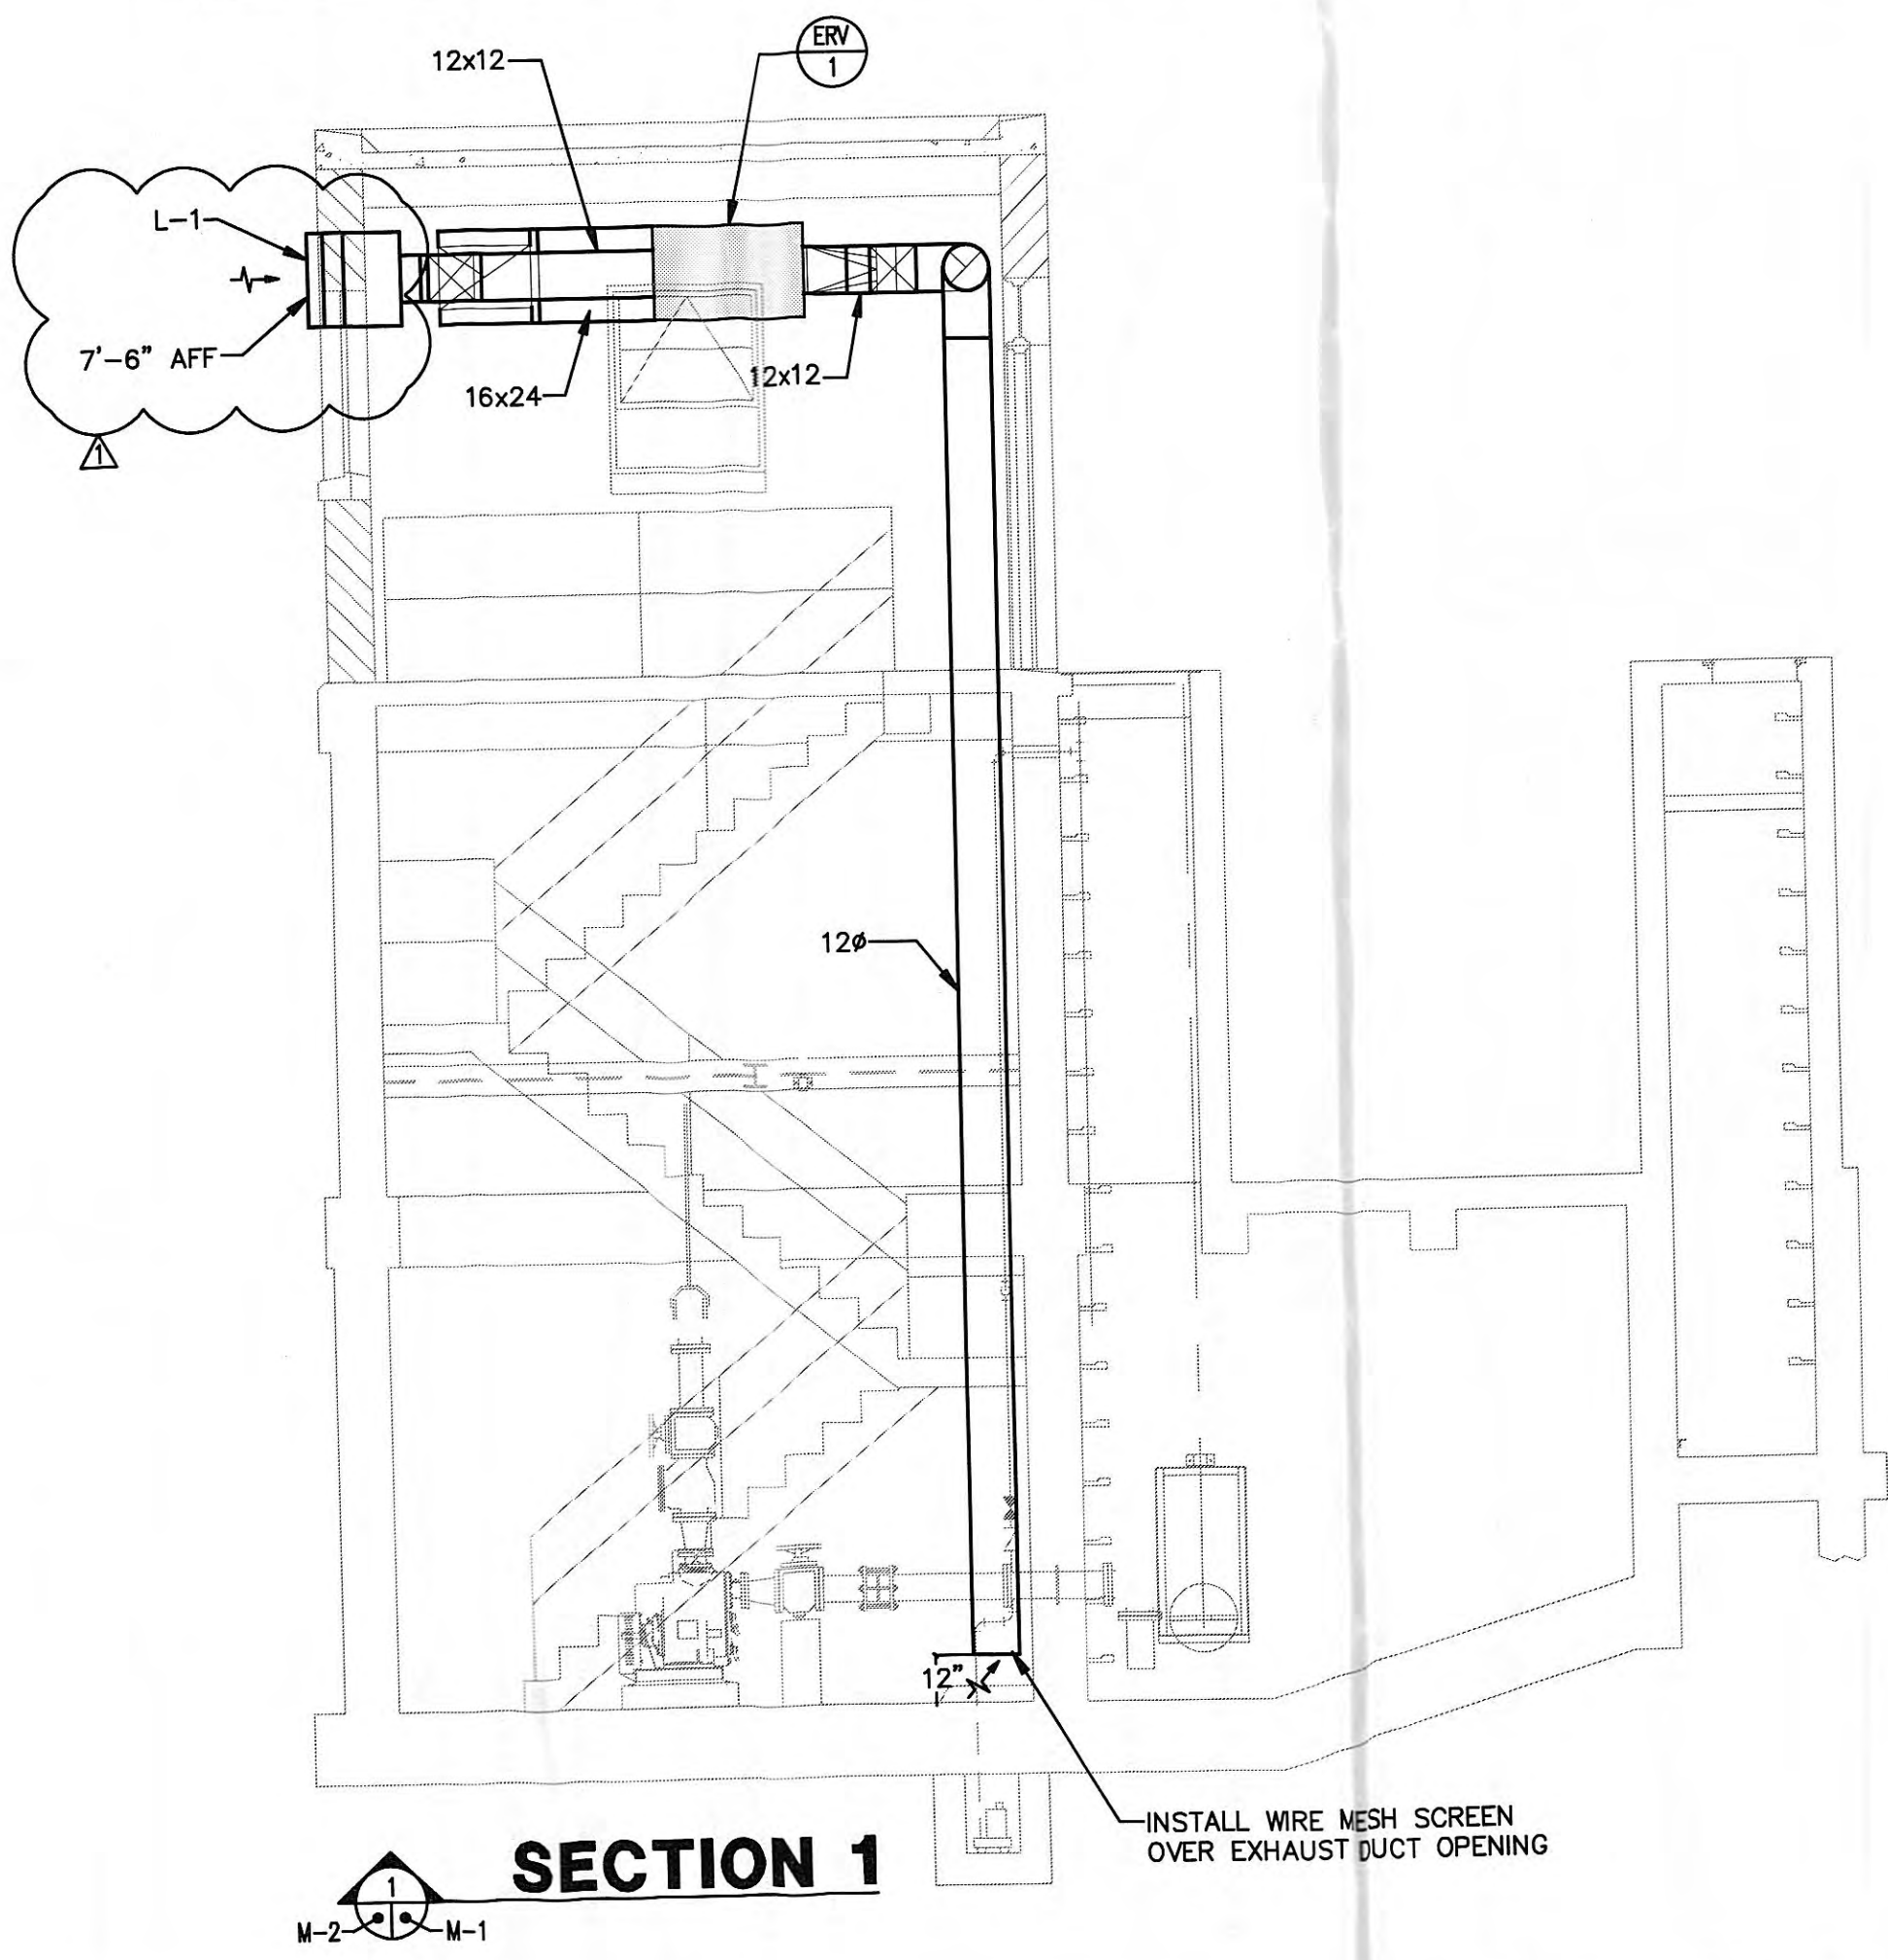 ERV
1
12x12
L-1
7'-6" AFF
1
16x24
12x12
12ø
12"
INSTALL WIRE MESH SCREEN
OVER EXHAUST DUCT OPENING
SECTION 1
1
M-2
M-1